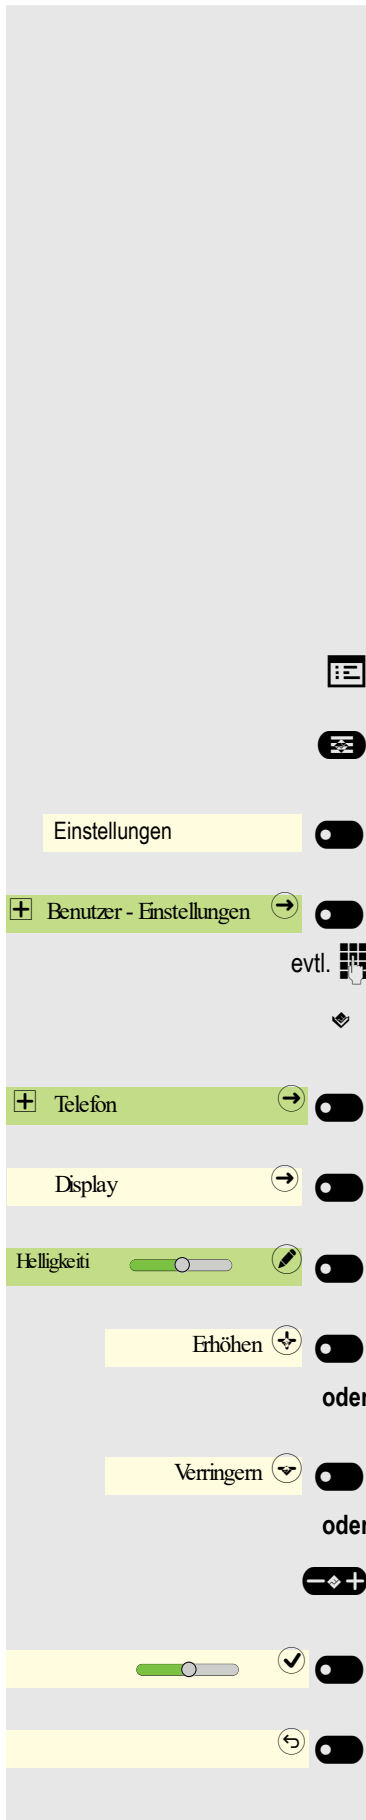 Einstellungen
Benutzer - Einstellungen
evtl.
Telefon
Display
Helligkeiti
Erhöhen
oder
Verringern
oder